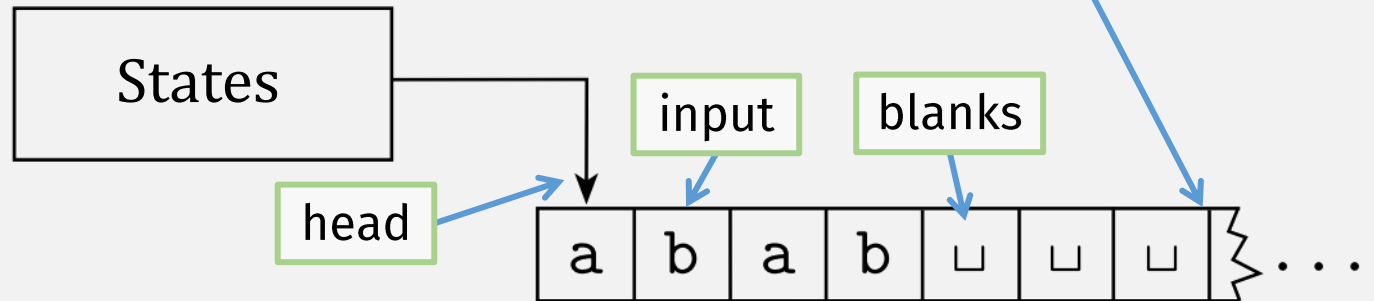 States
input
blanks
head
a b a b ⊔ ⊔ ⊔ . . .